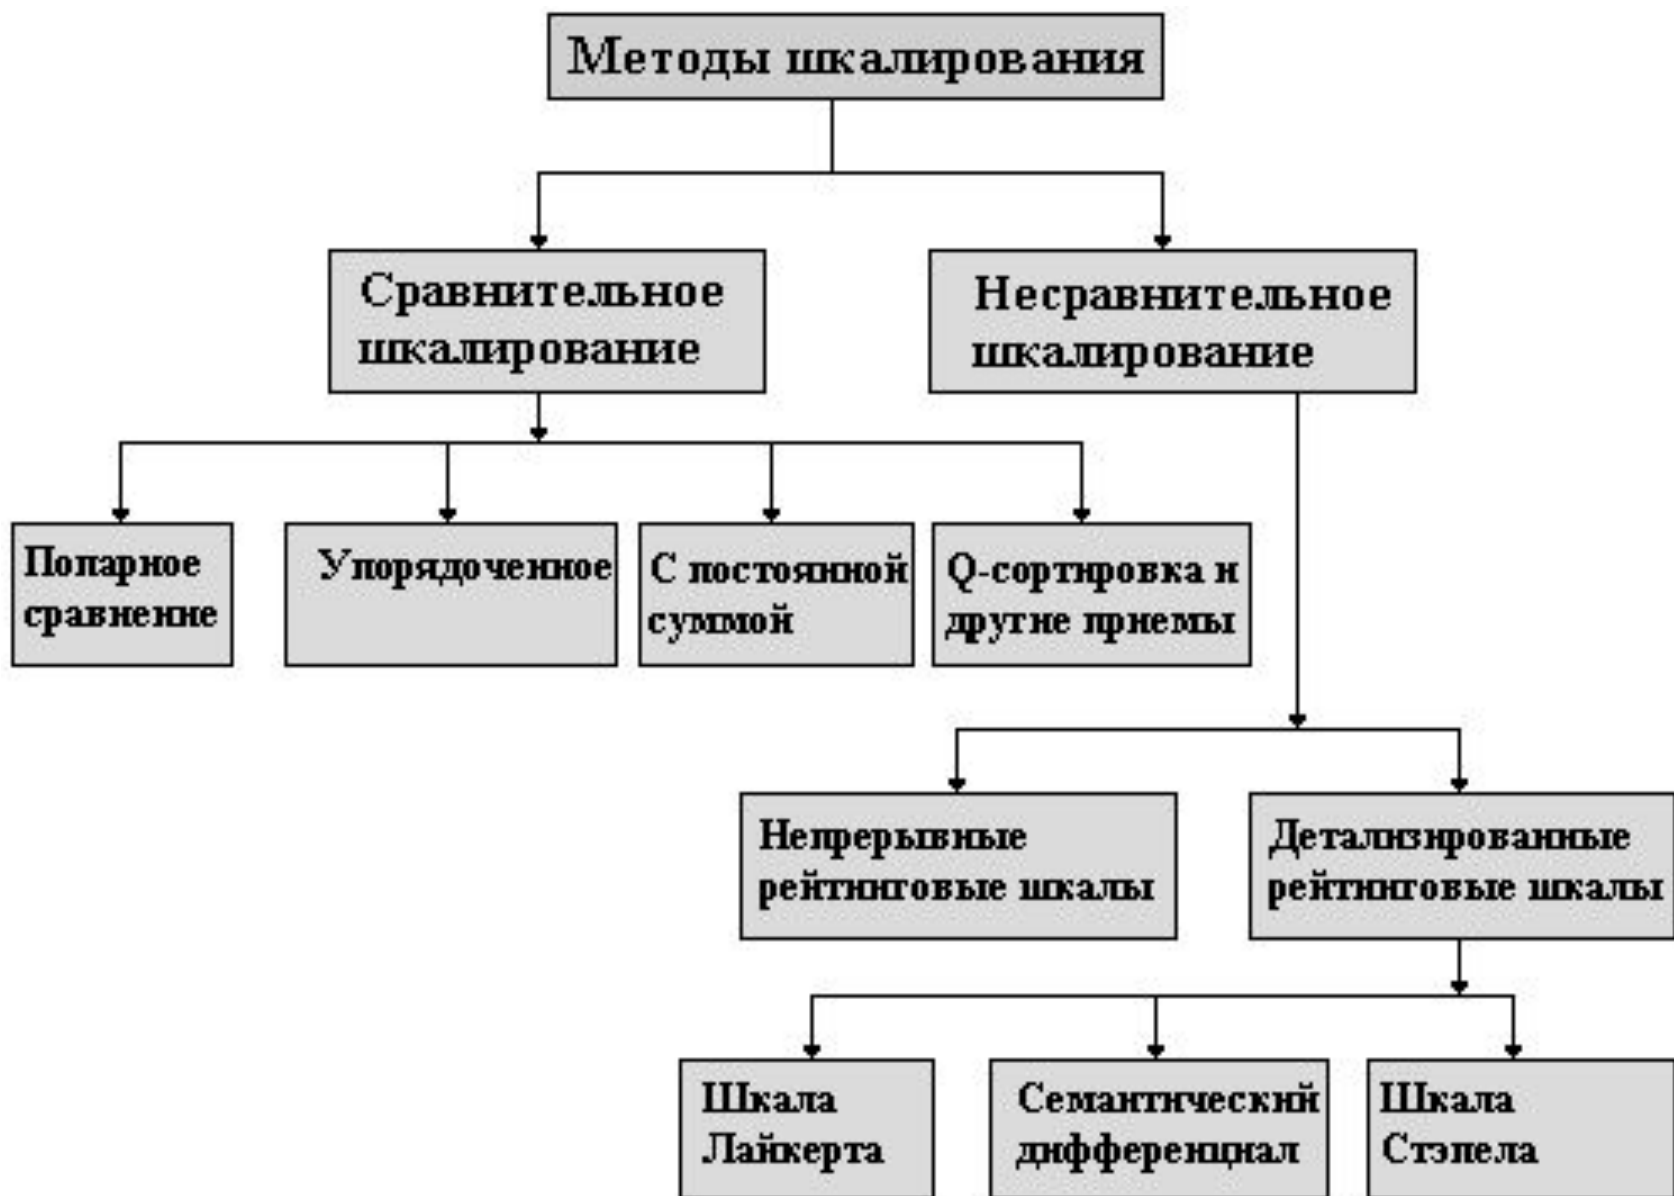 Методы шкалирования
Сравнительное
шкалирование
Несравнительное
шкалирование
Попарное
сравнение
Упорядоченное
С постоянной
суммой
Q-сортировка и
другие приемы
Непрерывные
рейтинговые шкалы
Детализированные
рейтинговые шкалы
Шкала
Лайкерта
Семантический
дифференциал
Шкала
Стэпела